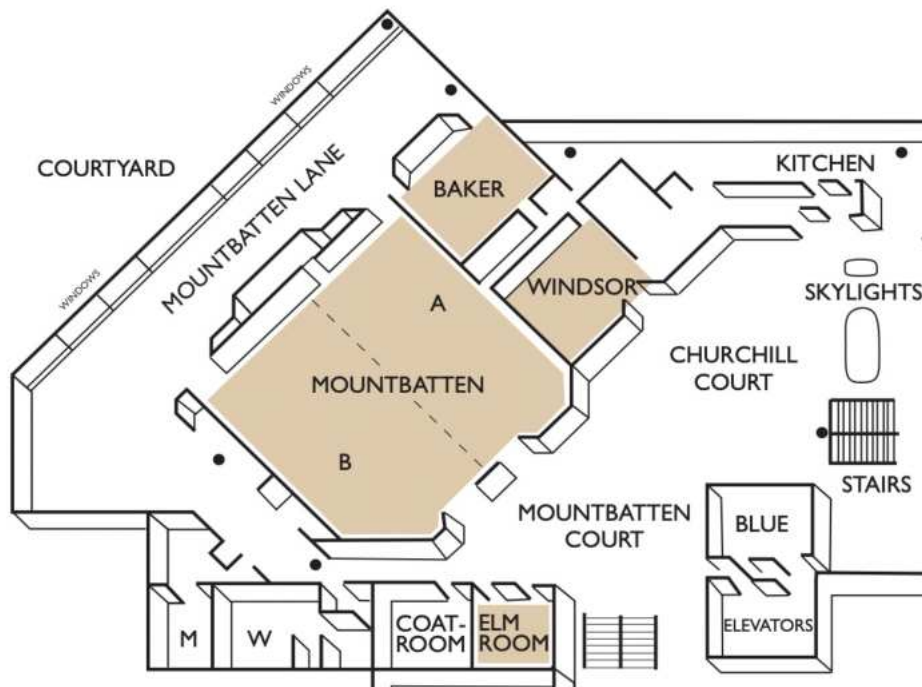 WINDOWS
COURTYARD
MOUNTBATTEN LANE
KITCHEN
BAKER
WINDOWS
WINDSOR
SKYLIGHTS
A
CHURCHILL
COURT
MOUNTBATTEN
B
STAIRS
MOUNTBATTEN
COURT
BLUE
M
W
COAT-
ROOM
ELM
ROOM
ELEVATORS